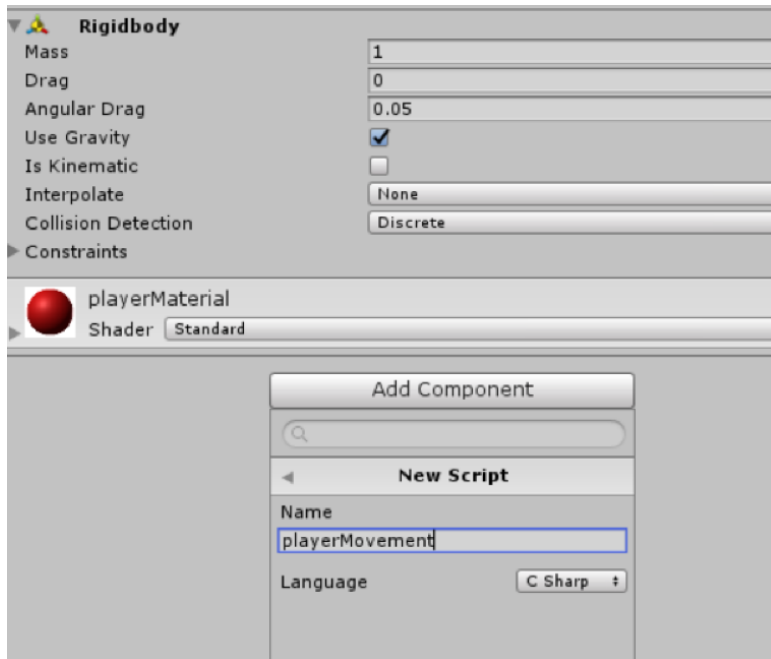 Rigidbody
Mass 1
Drag 0
Angular Drag 0.05
Use Gravity
Is Kinematic
Interpolate None
Collision Detection Discrete
Constraints
playerMaterial
Shader Standard
Add Component
New Script
Name
playerMovement
Language C Sharp